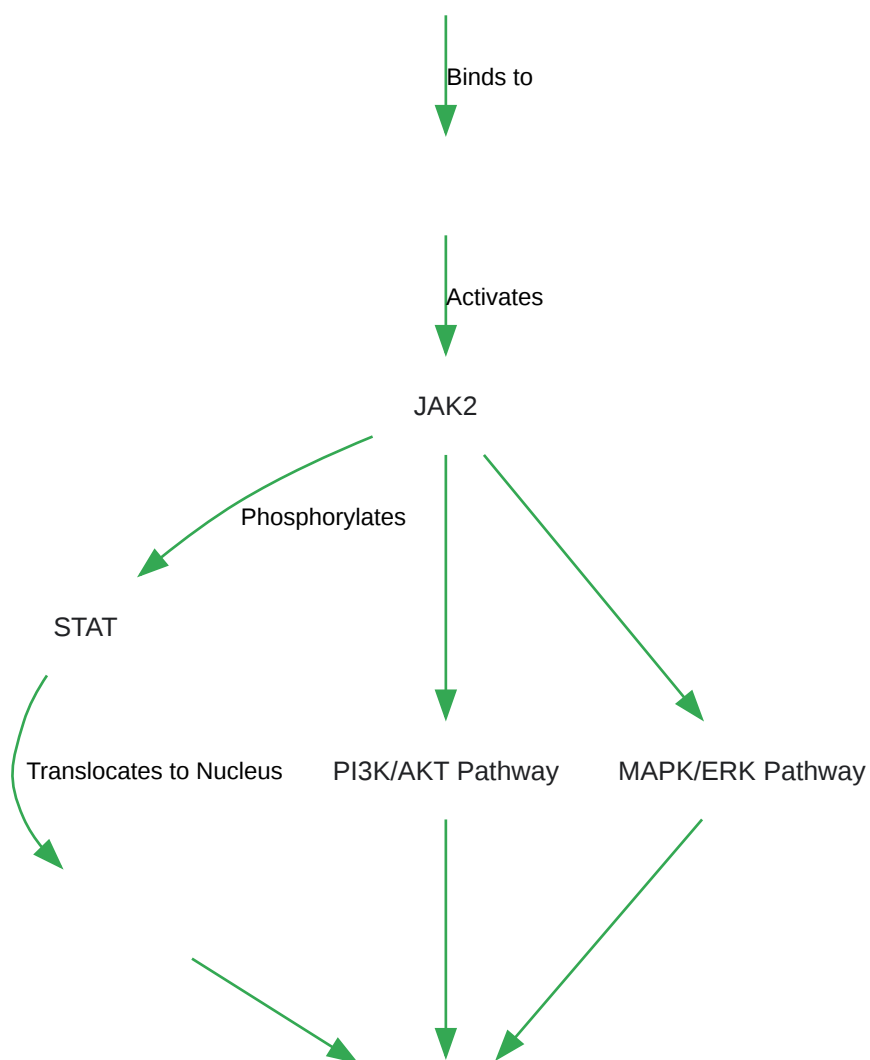 Binds to
Activates
JAK2
Phosphorylates
STAT
Translocates to Nucleus
PI3K/AKT Pathway
MAPK/ERK Pathway